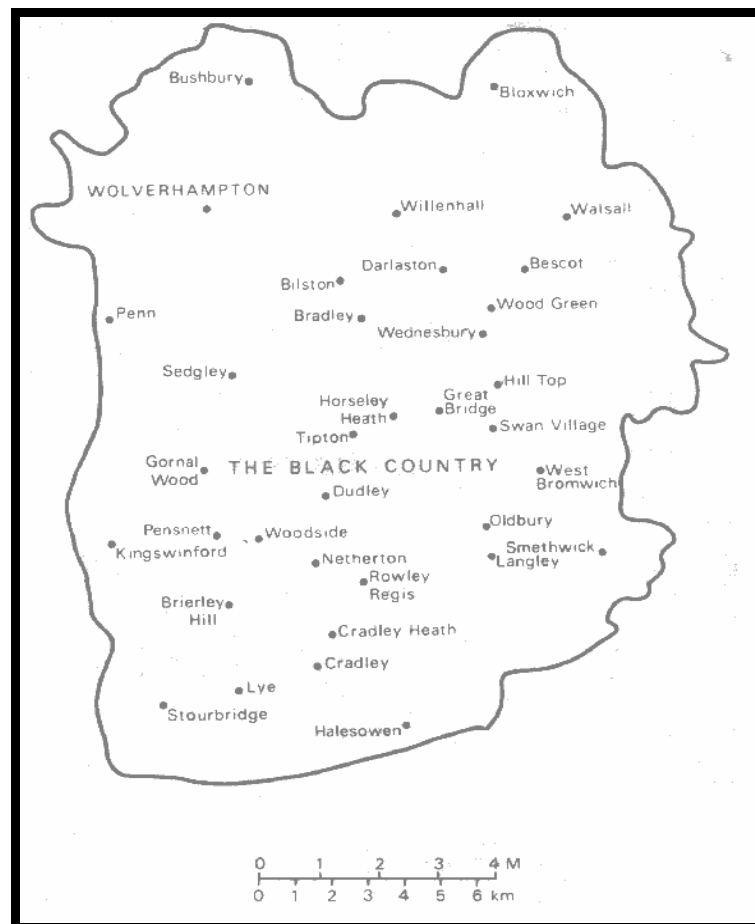 Bushbury
Bloxwich
WOLVERHAMPTON
Willenhall
Walsall
Darlaston
Bescot
Bilston
Wood Green
Penn
Bradley
Wednesbury
Sedgley
Hill Top
Horseley
Heath
Great
Bridge
Swan Village
Tipton
Gornal
Wood
THE BLACK COUNTRY
West
Bromwich
Dudley
Oldbury
Pensnett
Woodside
Kingswinford
Smethwick
Langley
Netherton
Rowley
Regis
Brierley
Hill
Cradley Heath
Cradley
Lye
Stourbridge
Halesowen
0 1 2 3 4 M
0 1 2 3 4 5 6 km